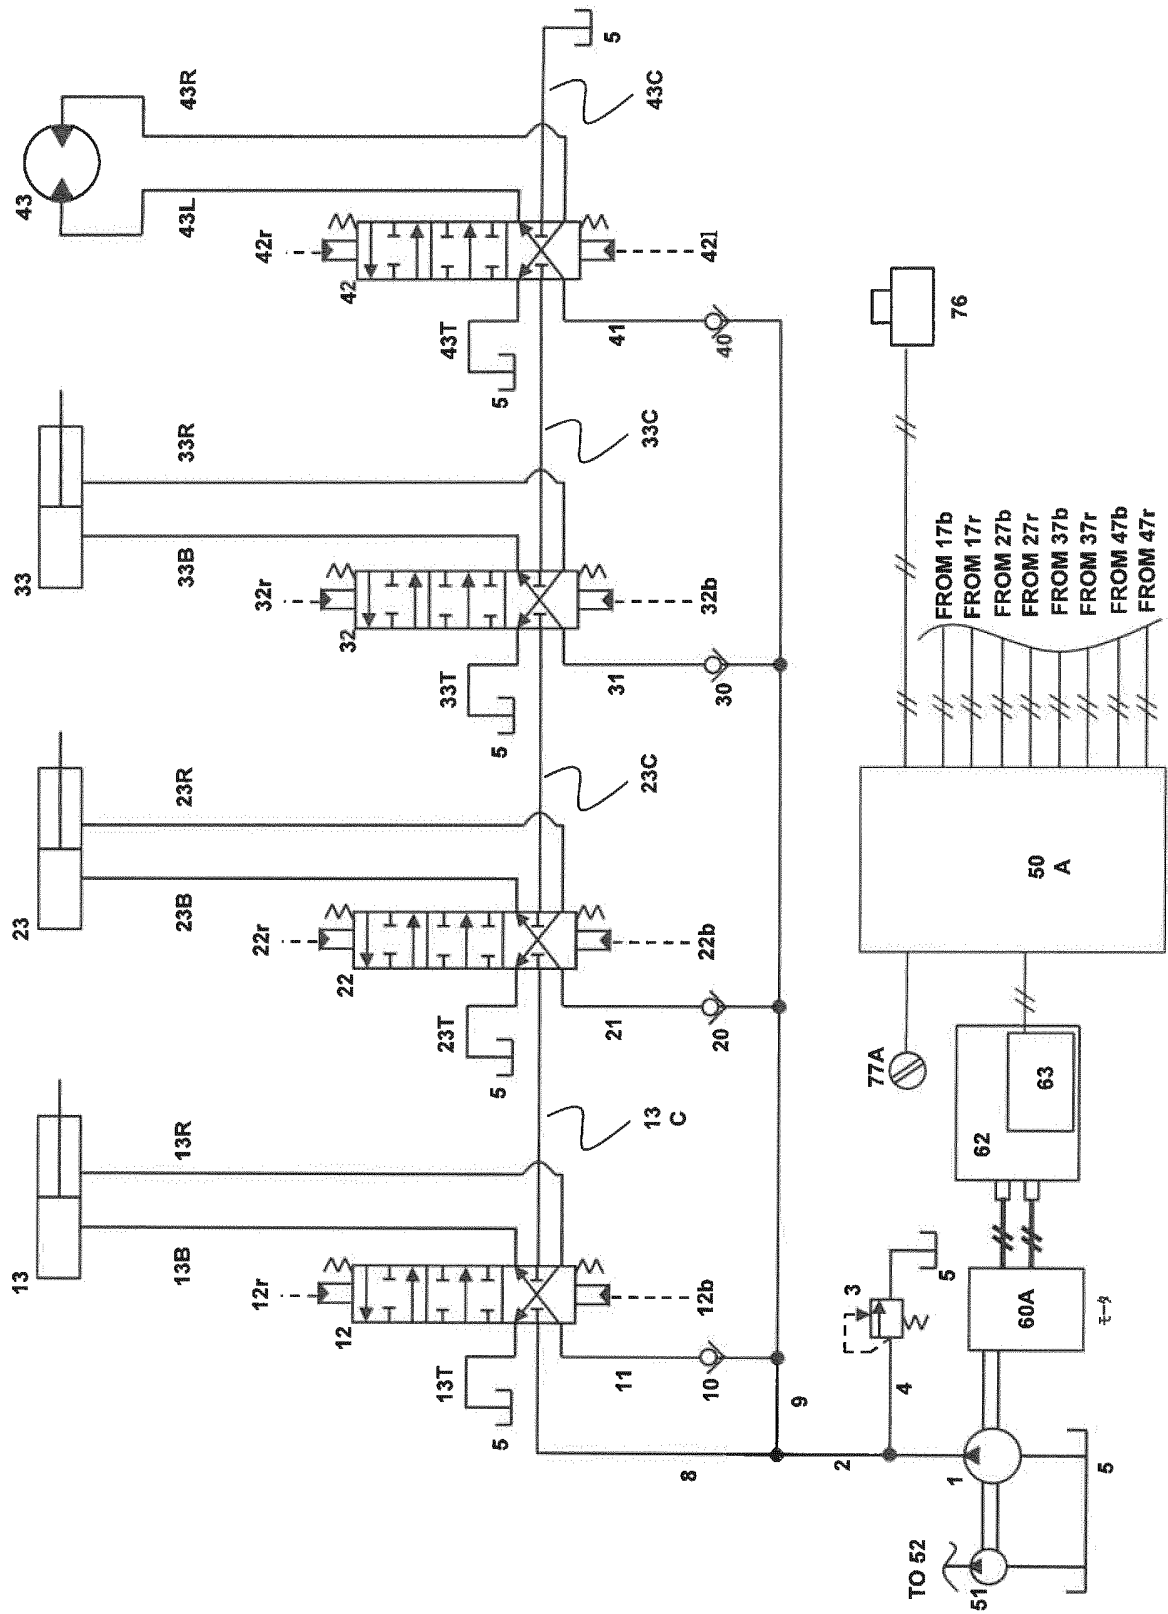 13
23
33
43
13B
13R
23B
23R
33B
33R
43L
43R
12r
22r
32r
42r
12
22
32
42
13T
23T
33T
43T
5
5
5
5
5
11
21
31
41
13
C
23C
33C
43C
8
12b
22b
32b
42l
10
20
30
40
9
2
3
4
77A
TO 52
5
1
76
FROM 17b
FROM 17r
FROM 27b
FROM 27r
FROM 37b
FROM 37r
FROM 47b
FROM 47r
51
62
60A
63
50
A
モータ
5